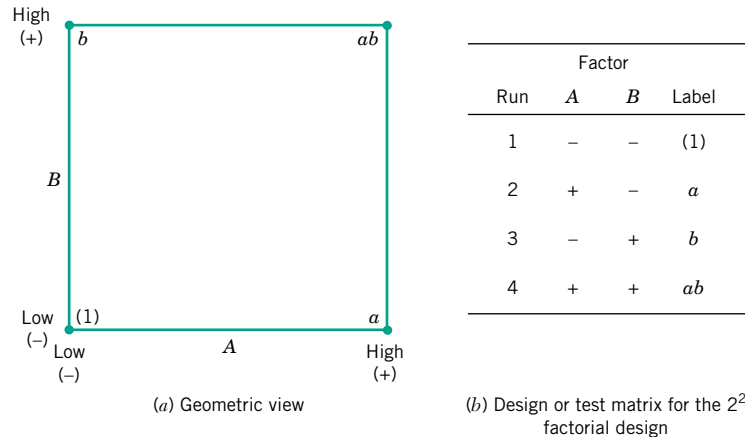 High
(+)
b
ab
B
Low
(–)
(1)
a
Low
(–)
A
High
(+)
(a) Geometric view
Factor
Run A B Label
1 – – (1)
2 + – a
3 – + b
4 + + ab
(b) Design or test matrix for the 2²
factorial design